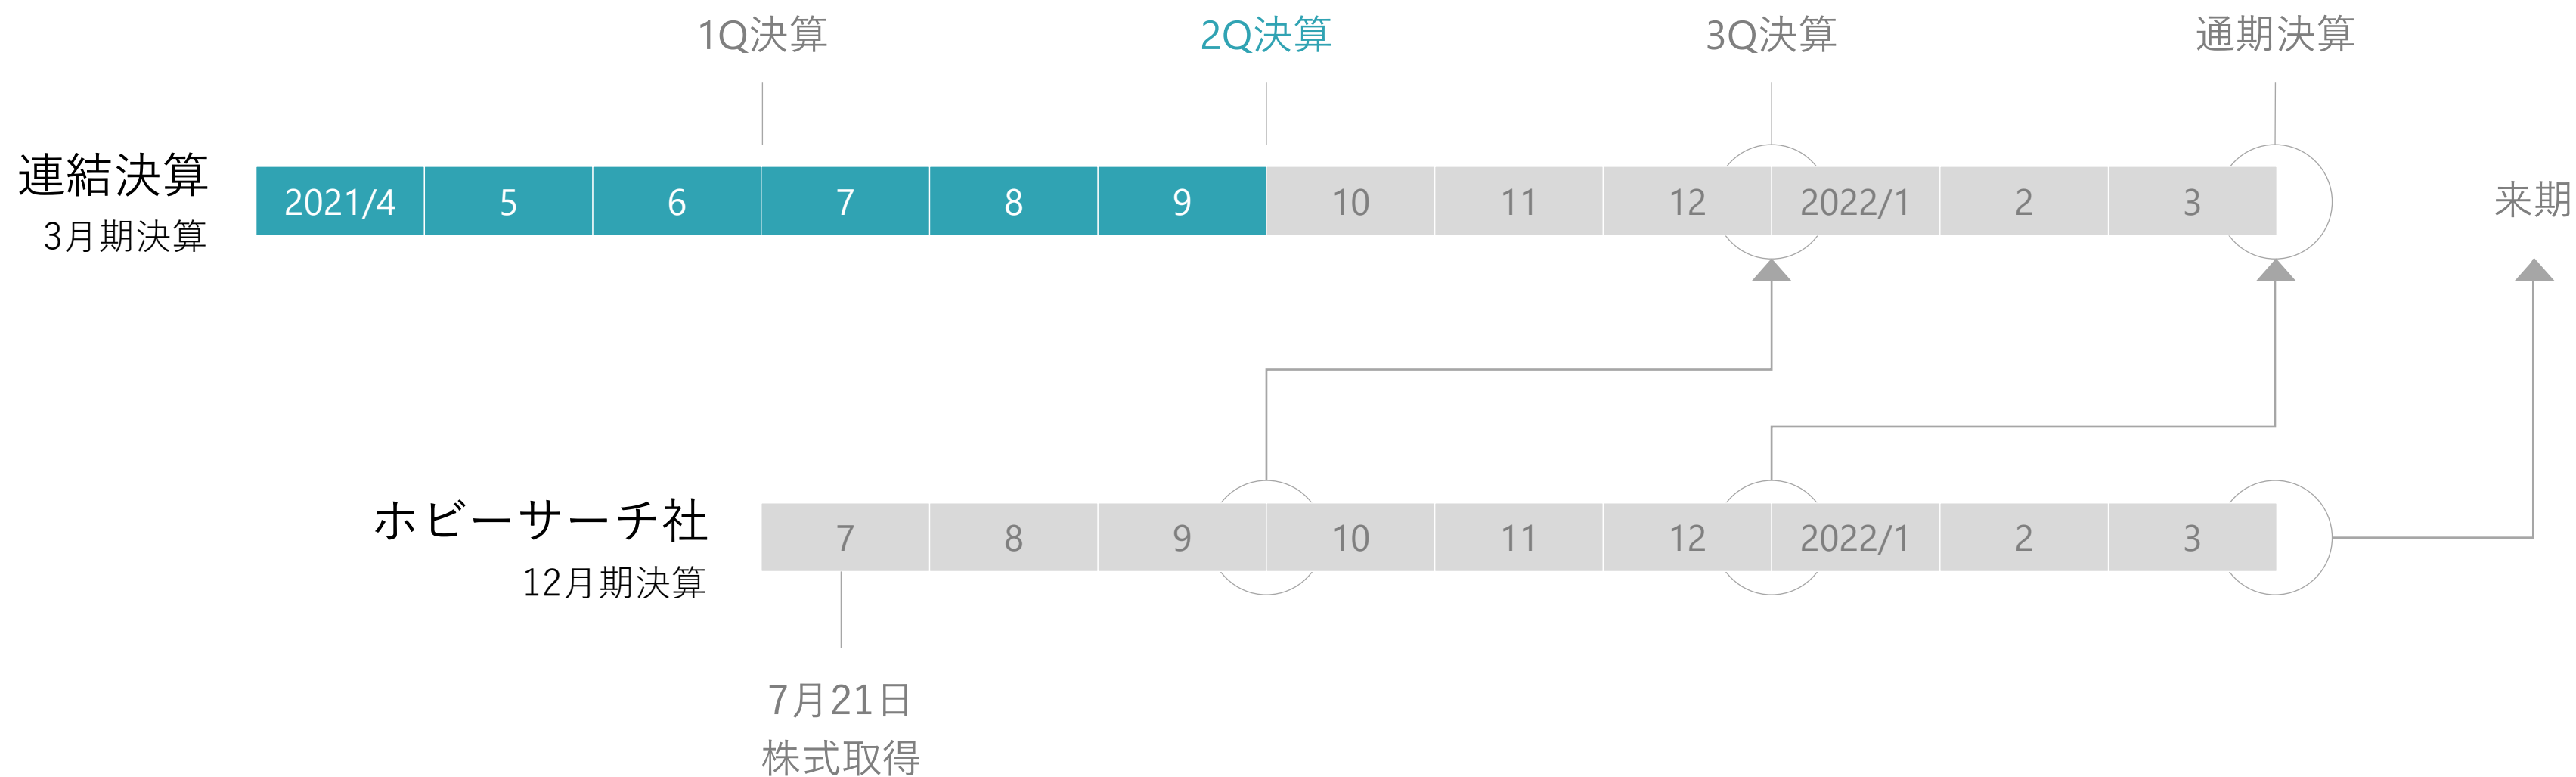 1Q決算
2Q決算
3Q決算
通期決算
連結決算
3月期決算
2021/4 5 6 7 8 9 10 11 12 2022/1 2 3
来期
ホビーサーチ社
12月期決算
7 8 9 10 11 12 2022/1 2 3
7月21日
株式取得